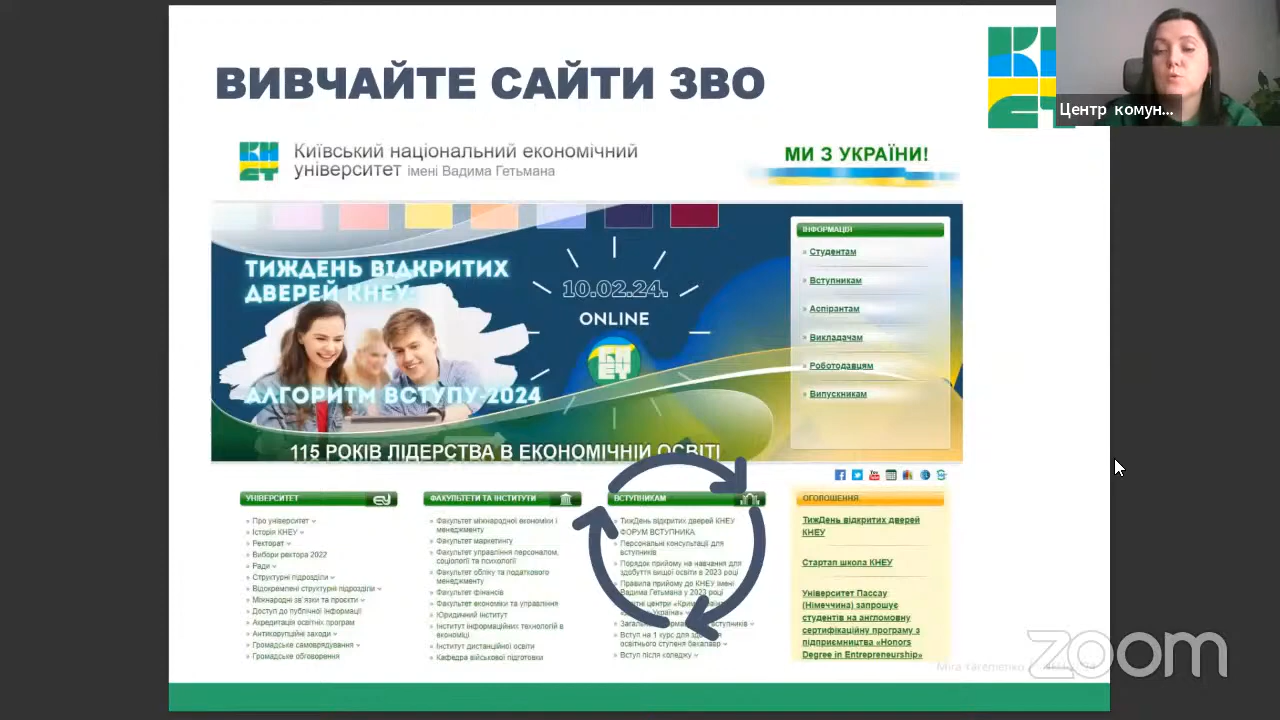 ВИВЧАЙТЕ САЙТИ ЗВО
Центр комун...
Київський національний економічний
університет імені Вадима Гетьмана
МИ З УКРАЇНИ!
ТИЖДЕНЬ ВІДКРИТИХ
ДВЕРЕЙ КНЕУ:
10.02.24.
ONLINE
АЛГОРИТМ ВСТУПУ-2024
115 РОКІВ ЛІДЕРСТВА В ЕКОНОМІЧНІЙ ОСВІТІ
ІНФОРМАЦІЯ
» Студентам
» Вступникам
» Аспірантам
» Викладачам
» Роботодавцям
» Випускникам
УНІВЕРСИТЕТ
» Про університет
» Історія КНЕУ
» Ректорат
» Вибори ректора 2022
» Ради
» Структурні підрозділи
» Відокремлені структурні підрозділи
» Міжнародні зв'язки та проєкти
» Доступ до публічної інформації
» Акредитація освітніх програм
» Антикорупційні заходи
» Громадське самоврядування
» Громадське обговорення
ФАКУЛЬТЕТИ ТА ІНСТИТУТИ
» Факультет міжнародної економіки і
менеджменту
» Факультет маркетингу
» Факультет управління персоналом,
соціології та психології
» Факультет обліку та податкового
менеджменту
» Факультет фінансів
» Факультет економіки та управління
» Юридичний інститут
» Інститут інформаційних технологій в
економіці
» Інститут дистанційної освіти
» Кафедра військової підготовки
ВСТУПНИКАМ
» ТижДень відкритих дверей КНЕУ
ФОРУМ ВСТУПНИКА
Персональні консультації для
вступників
Порядок прийому на навчання для
здобуття вищої освіти в 2023 році
Правила прийому до КНЕУ імені
Вадима Гетьмана у 2023 році
центри
» Вступ на 1 курс для
освітнього ступеня бакалавр
» Вступ після коледжу
ОГОЛОШЕННЯ
ТижДень відкритих дверей
КНЕУ
Стартап школа КНЕУ
Університет Пассау
(Німеччина) запрошує
студентів на англомовну
сертифікаційну програму з
підприємництва «Honors
Degree in Entrepreneurship»
zoom